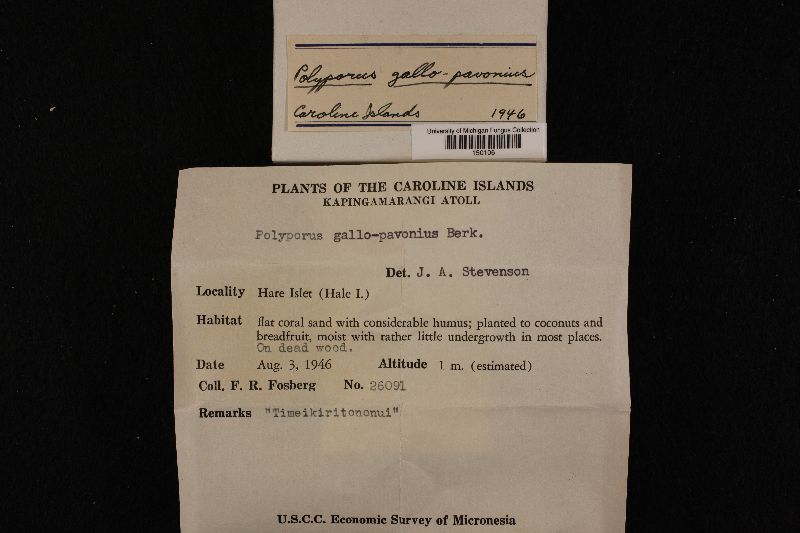 Polyporus gallo-pavonius
Caroline Islands 1946
University of Michigan Fungus Collection
150106
PLANTS OF THE CAROLINE ISLANDS
KAPINGAMARANGI ATOLL
Polyporus gallo-pavonius Berk.
Det. J. A. Stevenson
Locality Hare Islet (Hale I.)
Habitat flat coral sand with considerable humus; planted to coconuts and
breadfruit, moist with rather little undergrowth in most places.
On dead wood.
Date Aug. 3, 1946 Altitude 1 m. (estimated)
Coll. F. R. Fosberg No. 26091
Remarks "Timeikiritononui"
U.S.C.C. Economic Survey of Micronesia